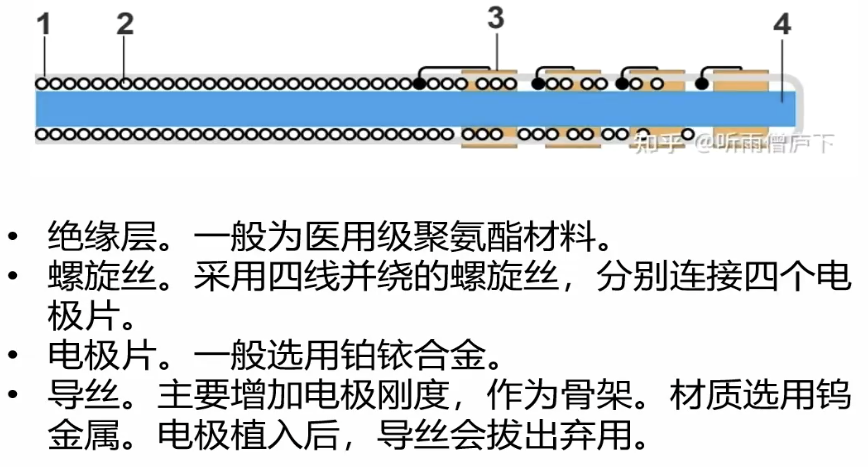 1 2 3 4
知乎 @听雨僧庐下
• 绝缘层。一般为医用级聚氨酯材料。
• 螺旋丝。采用四线并绕的螺旋丝，分别连接四个电
极片。
• 电极片。一般选用铂铱合金。
• 导丝。主要增加电极刚度，作为骨架。材质选用钨
金属。电极植入后，导丝会拔出弃用。